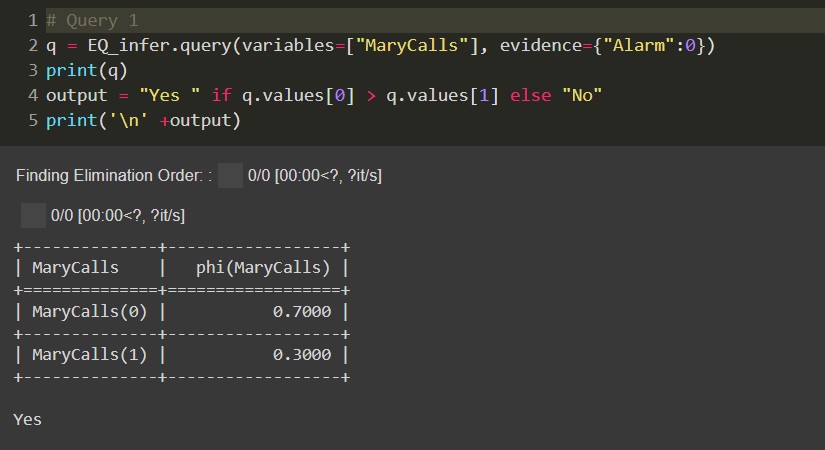 1 # Query 1
2 q = EQ_infer.query(variables=["MaryCalls"], evidence={"Alarm":0})
3 print(q)
4 output = "Yes " if q.values[0] > q.values[1] else "No"
5 print('\n' +output)
Finding Elimination Order: : 0/0 [00:00<?, ?it/s]
0/0 [00:00<?, ?it/s]
+--------------+------------------+
| MaryCalls    |   phi(MaryCalls) |
+==============+==================+
| MaryCalls(0) |           0.7000 |
+--------------+------------------+
| MaryCalls(1) |           0.3000 |
+--------------+------------------+
Yes